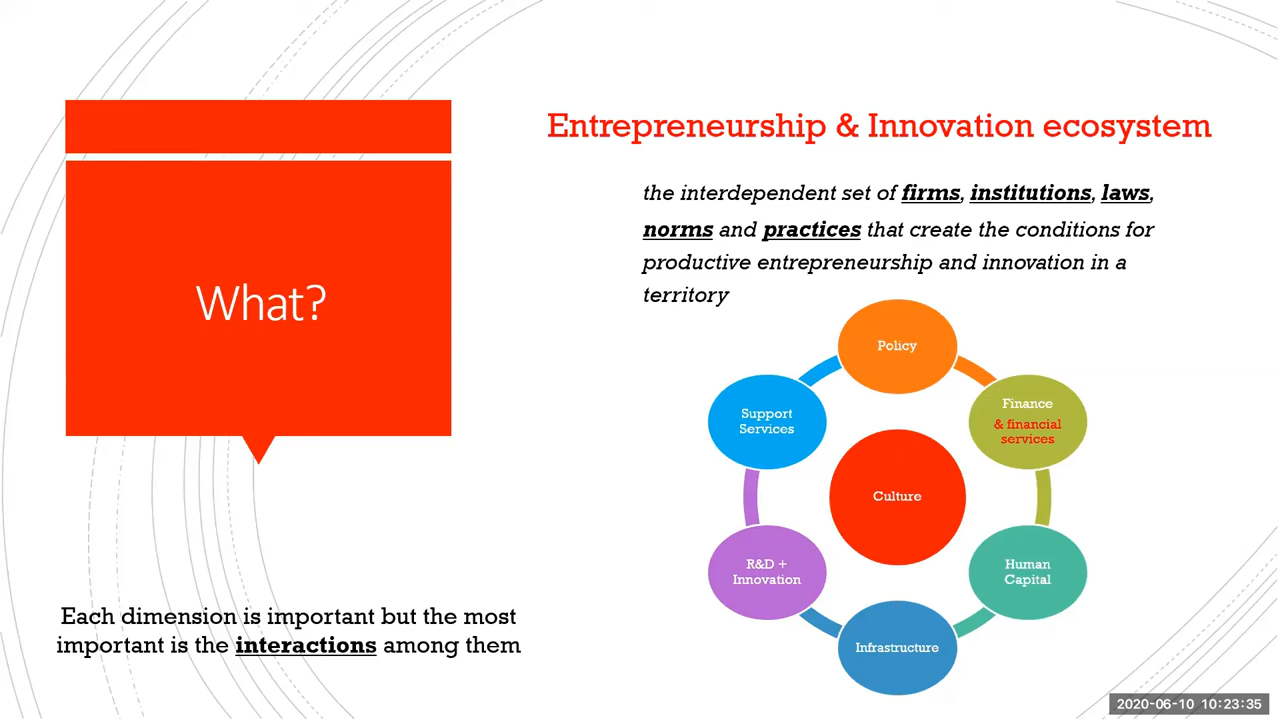 What?
Each dimension is important but the most
important is the interactions among them
Entrepreneurship & Innovation ecosystem
the interdependent set of firms, institutions, laws,
norms and practices that create the conditions for
productive entrepreneurship and innovation in a
territory
Policy
Finance
& financial
services
Human
Capital
Infrastructure
R&D +
Innovation
Support
Services
Culture
2020-06-10 10:23:35